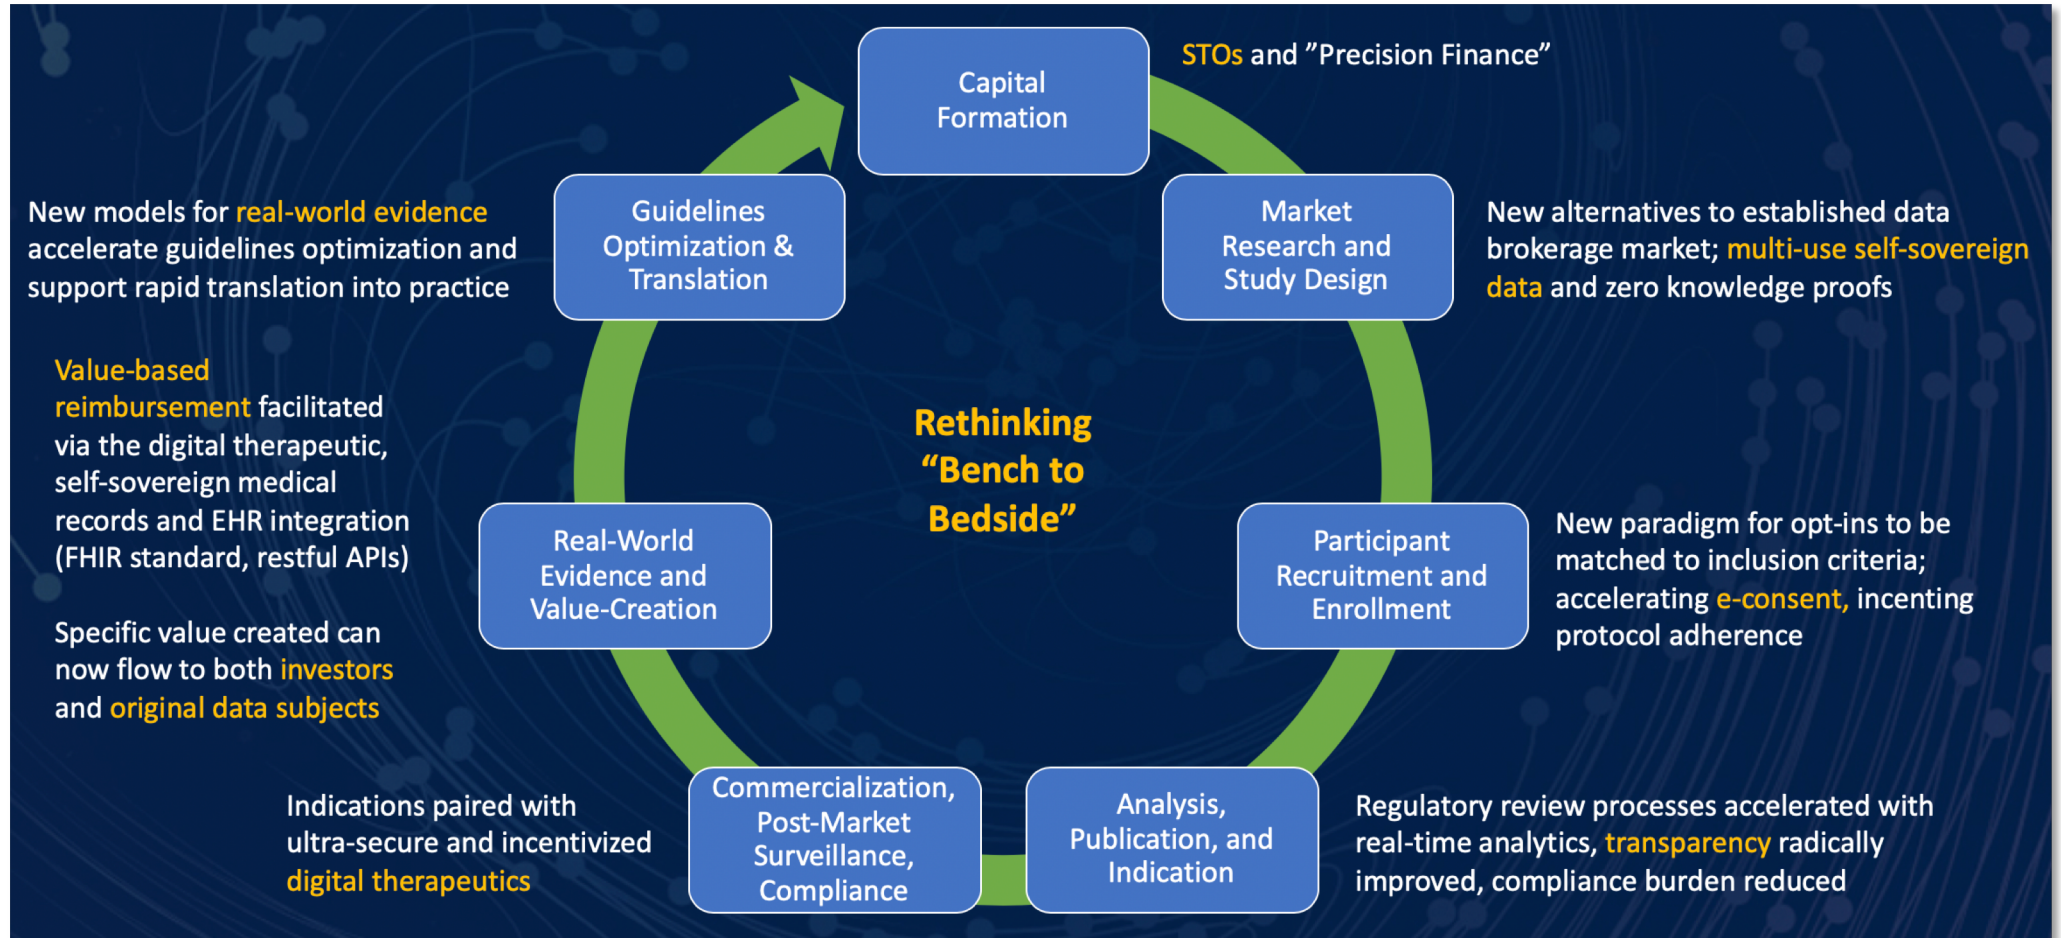 Capital
Formation
STOs and ”Precision Finance”
Market
Research and
Study Design
New alternatives to established data
brokerage market; multi-use self-sovereign
data and zero knowledge proofs
Participant
Recruitment and
Enrollment
New paradigm for opt-ins to be
matched to inclusion criteria;
accelerating e-consent, incenting
protocol adherence
Analysis,
Publication, and
Indication
Regulatory review processes accelerated with
real-time analytics, transparency radically
improved, compliance burden reduced
Commercialization,
Post-Market
Surveillance,
Compliance
Indications paired with
ultra-secure and incentivized
digital therapeutics
Real-World
Evidence and
Value-Creation
Value-based
reimbursement facilitated
via the digital therapeutic,
self-sovereign medical
records and EHR integration
(FHIR standard, restful APIs)
Specific value created can
now flow to both investors
and original data subjects
Guidelines
Optimization &
Translation
New models for real-world evidence
accelerate guidelines optimization and
support rapid translation into practice
Rethinking
“Bench to
Bedside”